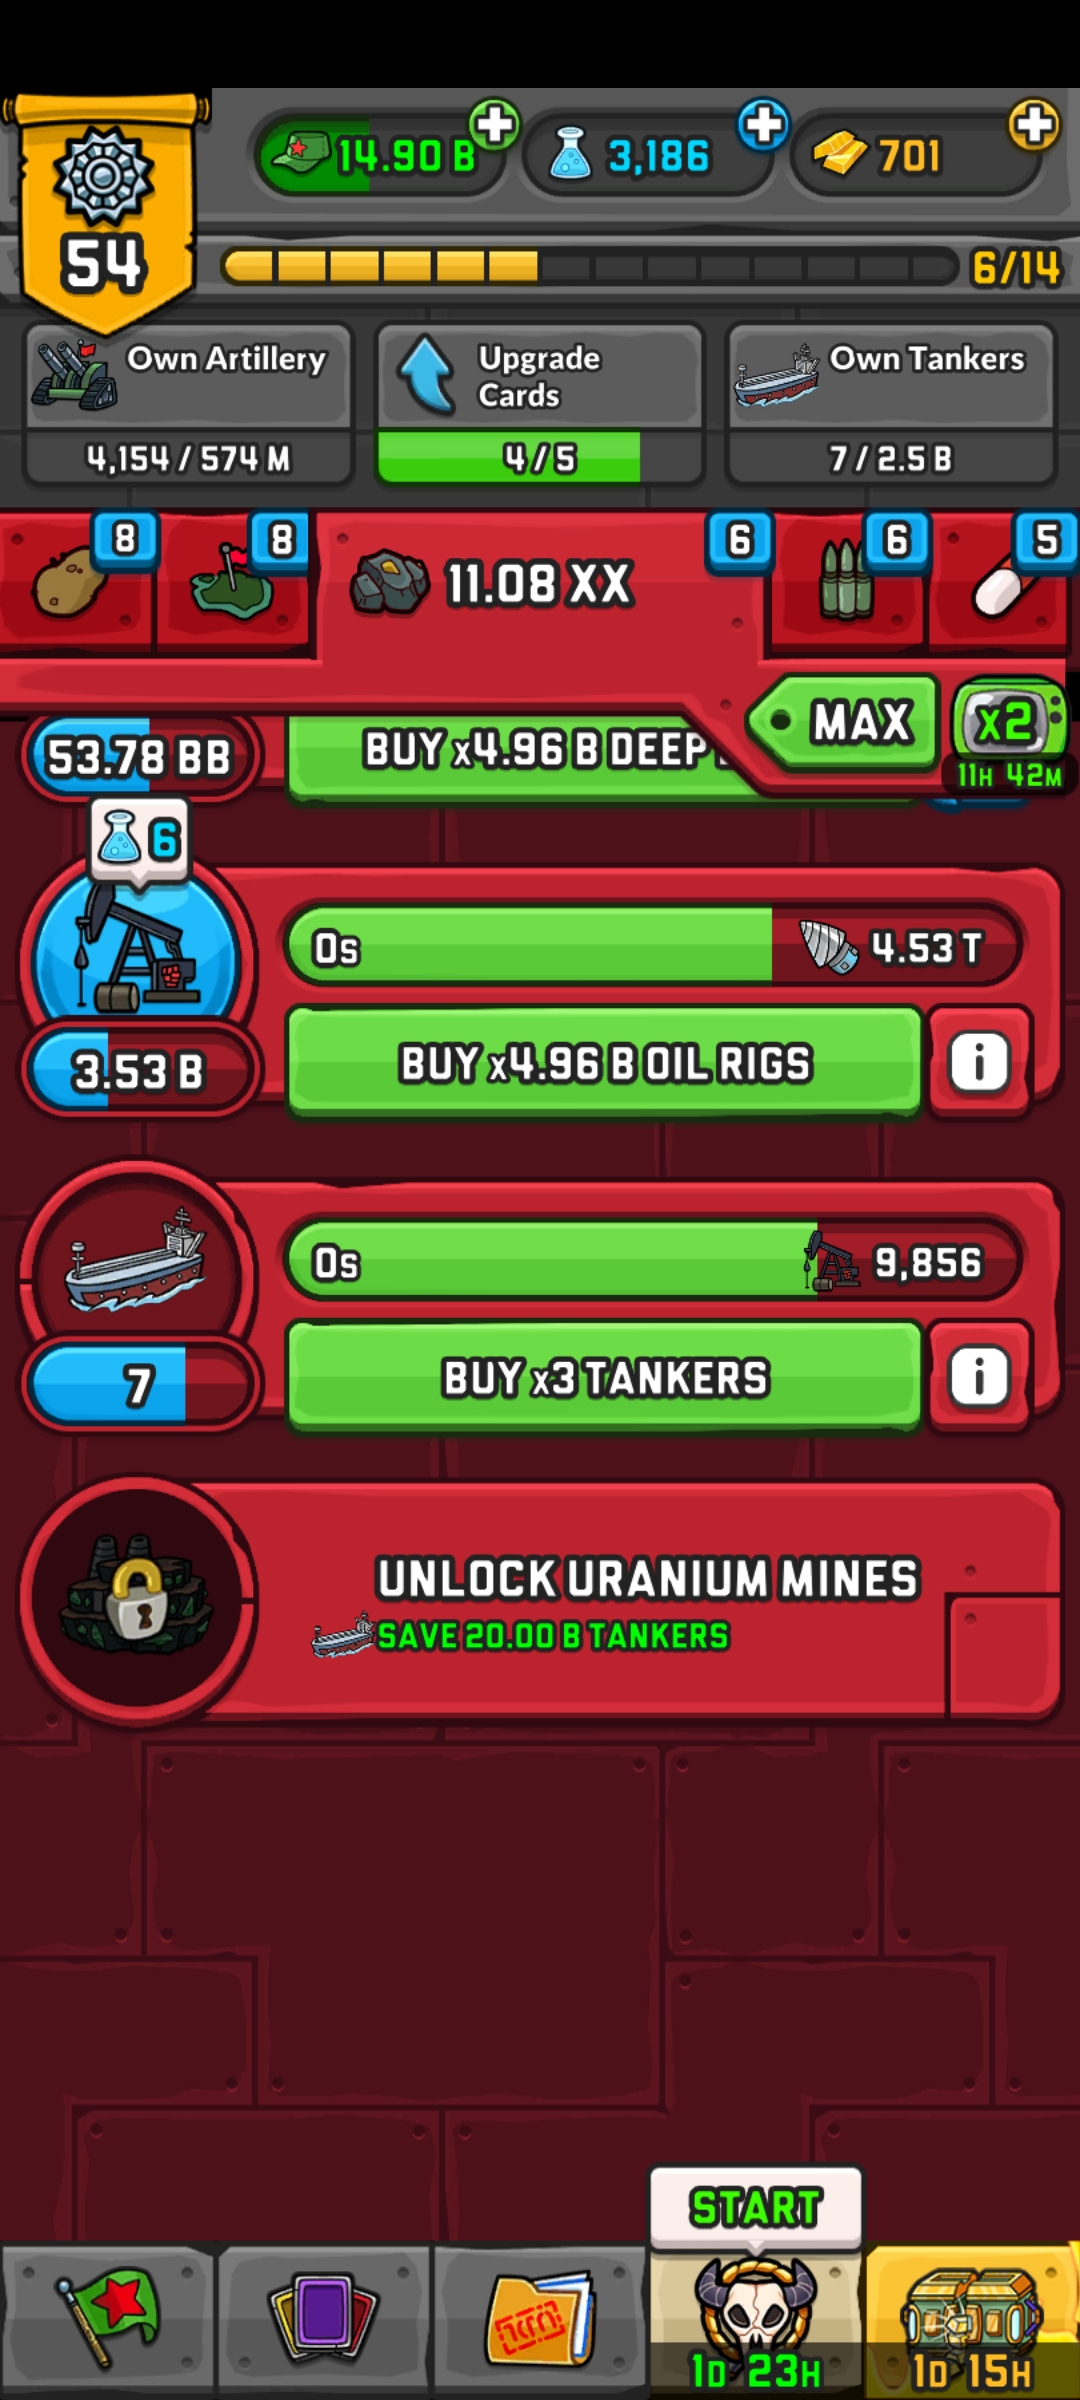 14.90 B
3,186
701
54
6/14
Own Artillery
4,154 / 574 M
Upgrade
Cards
4 / 5
Own Tankers
7 / 2.5 B
8
8
11.08 XX
6
6
5
MAX
x2
11H 42M
53.78 BB
BUY x4.96 B DEEP
6
0s
4.53 T
3.53 B
BUY x4.96 B OIL RIGS
i
0s
9,856
7
BUY x3 TANKERS
i
UNLOCK URANIUM MINES
SAVE 20.00 B TANKERS
START
1D 23H
1D 15H